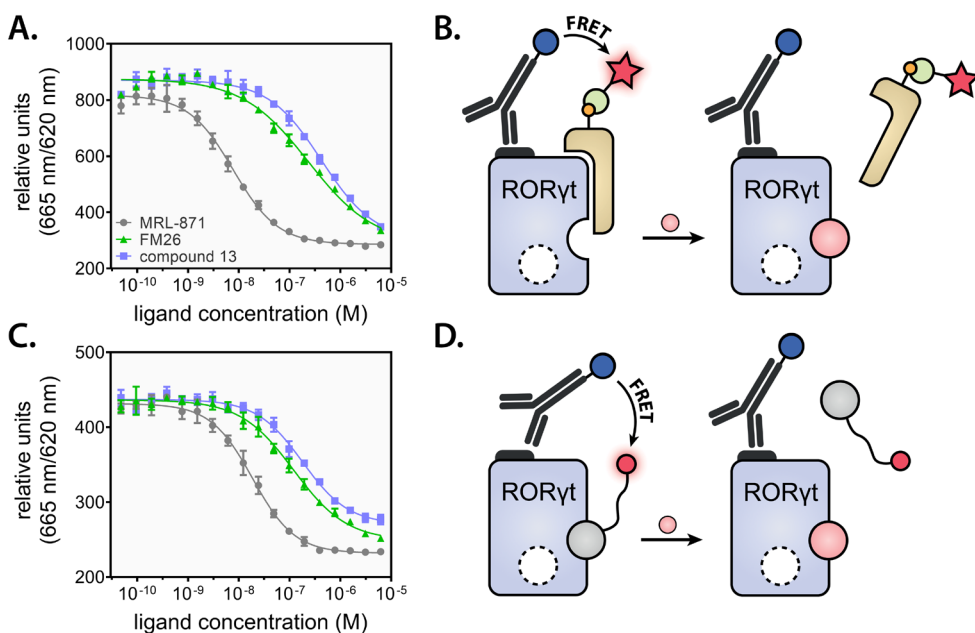 A.
1000
800
600
400
200
relative units
(665 nm/620 nm)
MRL-871
FM26
compound 13
10⁻¹⁰ 10⁻⁹ 10⁻⁸ 10⁻⁷ 10⁻⁶ 10⁻⁵
ligand concentration (M)
B.
FRET
RORγt
RORγt
C.
500
400
300
200
relative units
(665 nm/620 nm)
10⁻¹⁰ 10⁻⁹ 10⁻⁸ 10⁻⁷ 10⁻⁶ 10⁻⁵
ligand concentration (M)
D.
FRET
RORγt
RORγt